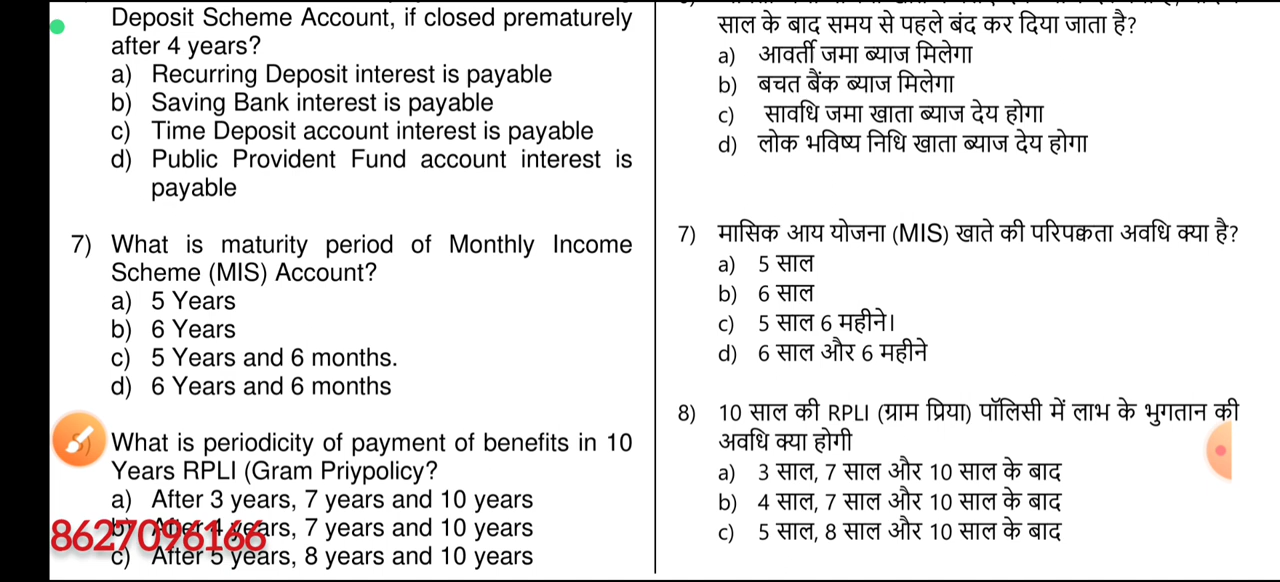 Deposit Scheme Account, if closed prematurely
after 4 years?
a) Recurring Deposit interest is payable
b) Saving Bank interest is payable
c) Time Deposit account interest is payable
d) Public Provident Fund account interest is
payable
7) What is maturity period of Monthly Income
Scheme (MIS) Account?
a) 5 Years
b) 6 Years
c) 5 Years and 6 months.
d) 6 Years and 6 months
What is periodicity of payment of benefits in 10
Years RPLI (Gram Priypolicy?
a) After 3 years, 7 years and 10 years
b) After 4 years, 7 years and 10 years
c) After 5 years, 8 years and 10 years
8627096166
साल के बाद समय से पहले बंद कर दिया जाता है?
a) आवर्ती जमा ब्याज मिलेगा
b) बचत बैंक ब्याज मिलेगा
c) सावधि जमा खाता ब्याज देय होगा
d) लोक भविष्य निधि खाता ब्याज देय होगा
7) मासिक आय योजना (MIS) खाते की परिपक्वता अवधि क्या है?
a) 5 साल
b) 6 साल
c) 5 साल 6 महीने।
d) 6 साल और 6 महीने
8) 10 साल की RPLI (ग्राम प्रिया) पॉलिसी में लाभ के भुगतान की
अवधि क्या होगी
a) 3 साल, 7 साल और 10 साल के बाद
b) 4 साल, 7 साल और 10 साल के बाद
c) 5 साल, 8 साल और 10 साल के बाद